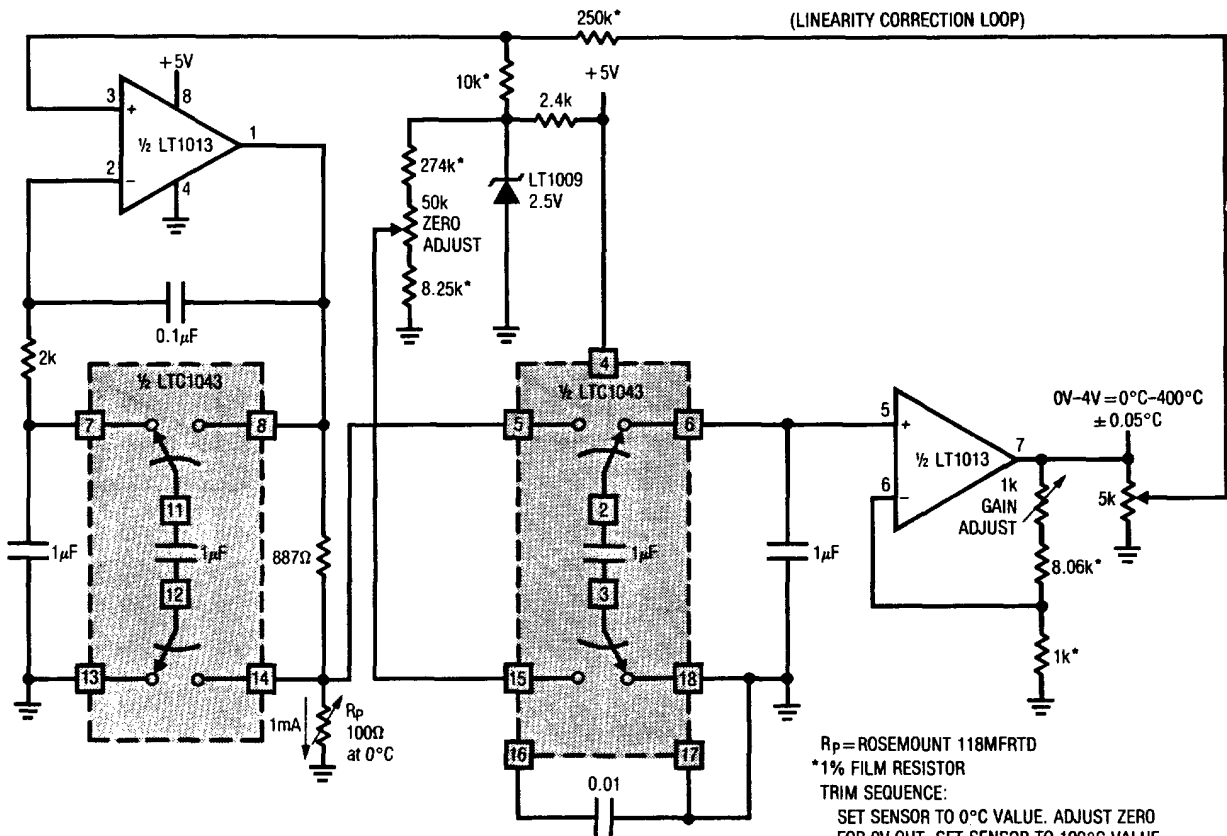 250k*
(LINEARITY CORRECTION LOOP)
+5V
10k*
+5V
3
+
8
2.4k
½ LT1013
1
2
−
4
274k*
LT1009
2.5V
50k
ZERO
ADJUST
8.25k*
0.1µF
2k
½ LTC1043
4
½ LTC1043
0V–4V=0°C–400°C
±0.05°C
7
8
5
6
5
+
½ LT1013
7
6
−
1k
GAIN
ADJUST
5k
11
2
1µF
1µF
887Ω
1µF
1µF
8.06k*
12
3
1k*
13
14
15
18
1mA
RP
100Ω
at 0°C
16
17
0.01
RP=ROSEMOUNT 118MFRTD
*1% FILM RESISTOR
TRIM SEQUENCE:
SET SENSOR TO 0°C VALUE. ADJUST ZERO